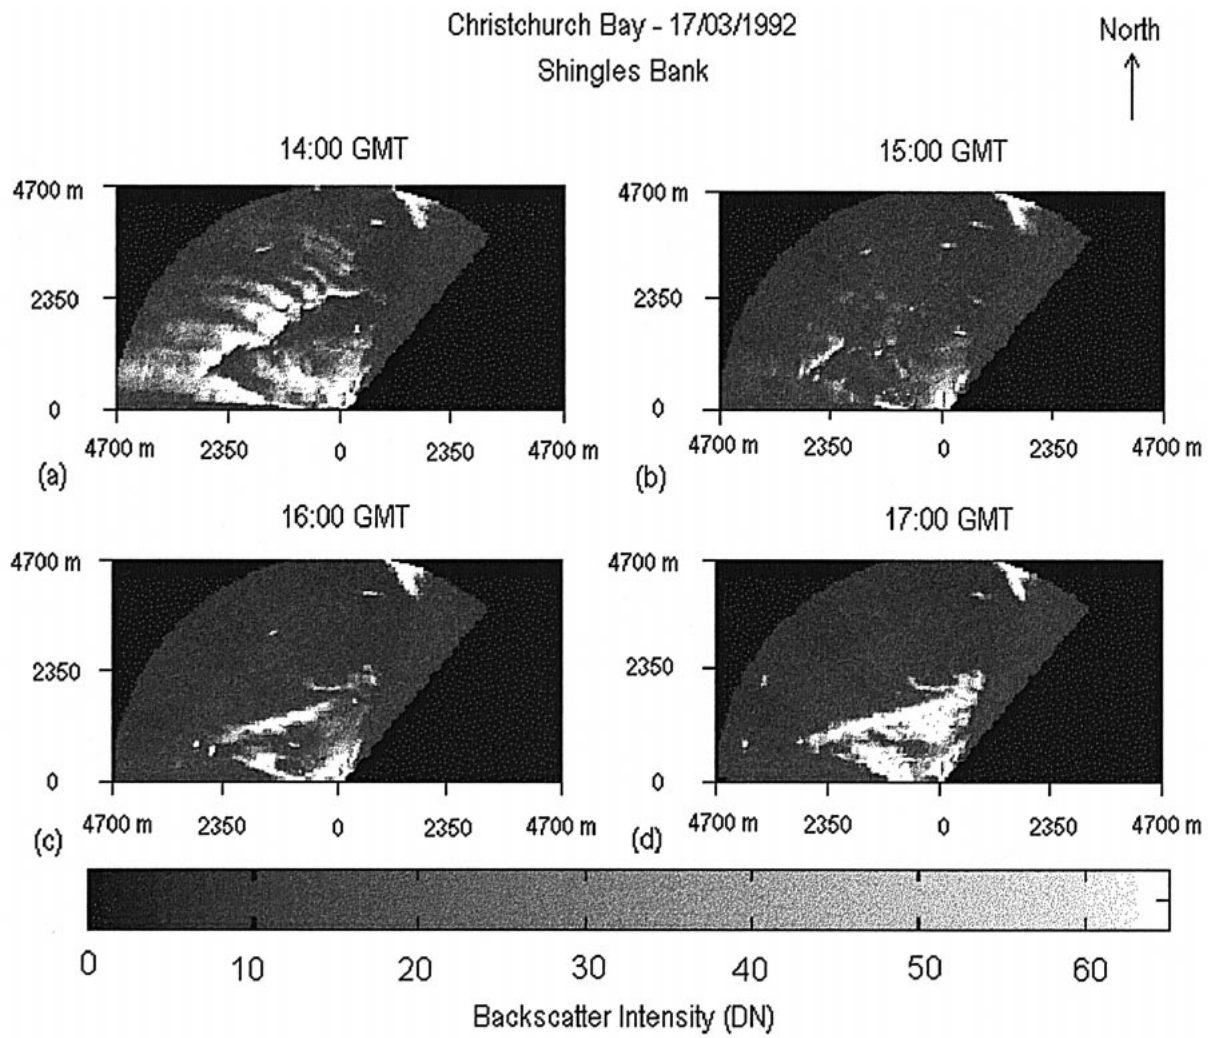 Christchurch Bay - 17/03/1992
North
Shingles Bank
14:00 GMT
15:00 GMT
4700 m
4700 m
2350
2350
0
0
4700 m 2350 0 2350 4700 m
4700 m 2350 0 2350 4700 m
(a)
(b)
16:00 GMT
17:00 GMT
4700 m
4700 m
2350
2350
0
0
4700 m 2350 0 2350 4700 m
4700 m 2350 0 2350 4700 m
(c)
(d)
0 10 20 30 40 50 60
Backscatter Intensity (DN)